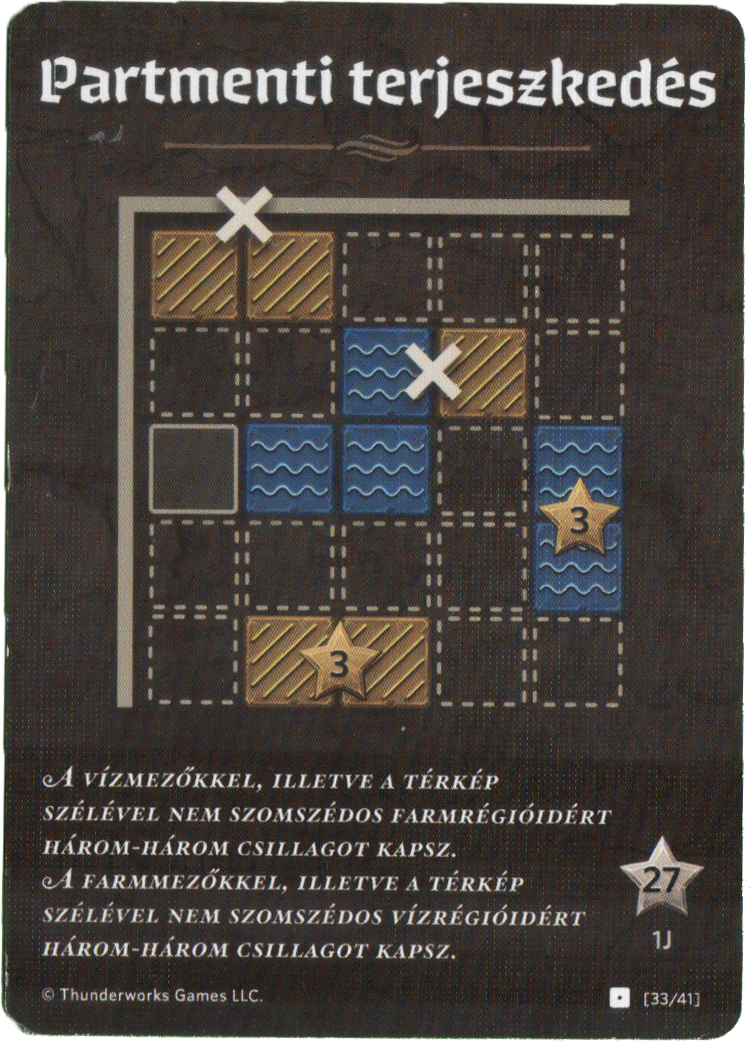 Partmenti terjeszkedés
3
3
A VÍZMEZŐKKEL, ILLETVE A TÉRKÉP
SZÉLÉVEL NEM SZOMSZÉDOS FARMRÉGIÓIDÉRT
HÁROM-HÁROM CSILLAGOT KAPSZ.
A FARMMEZŐKKEL, ILLETVE A TÉRKÉP
SZÉLÉVEL NEM SZOMSZÉDOS VÍZRÉGIÓIDÉRT
HÁROM-HÁROM CSILLAGOT KAPSZ.
27
1J
© Thunderworks Games LLC.
[33/41]